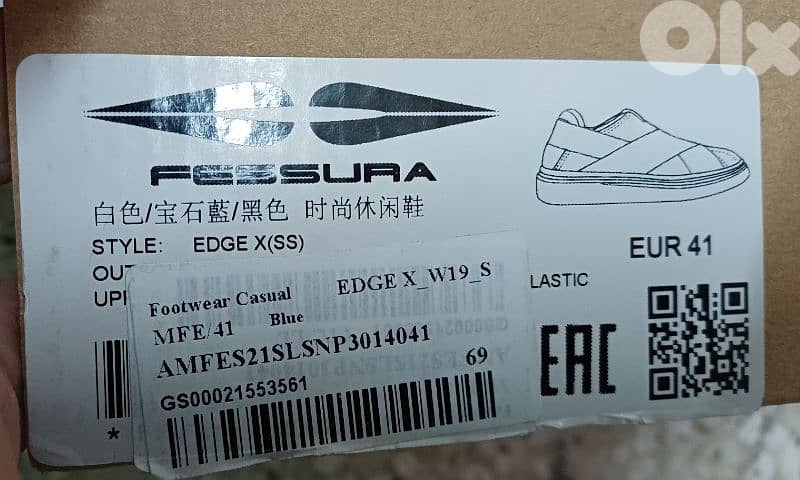 Olx
FESSURA
白色/宝石藍/黑色 时尚休闲鞋
STYLE: EDGE X(SS)
EUR 41
LASTIC
Footwear Casual EDGE X_W19_S
MFE/41 Blue
AMFES21SLSNP3014041
69
GS00021553561
EAC
*